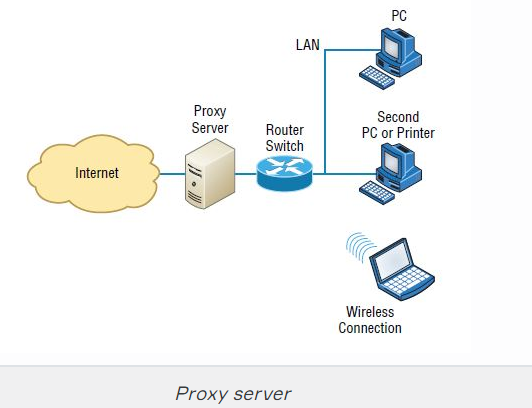 PC
LAN
Proxy
Server
Router
Switch
Second
PC or Printer
Internet
Wireless
Connection
Proxy server